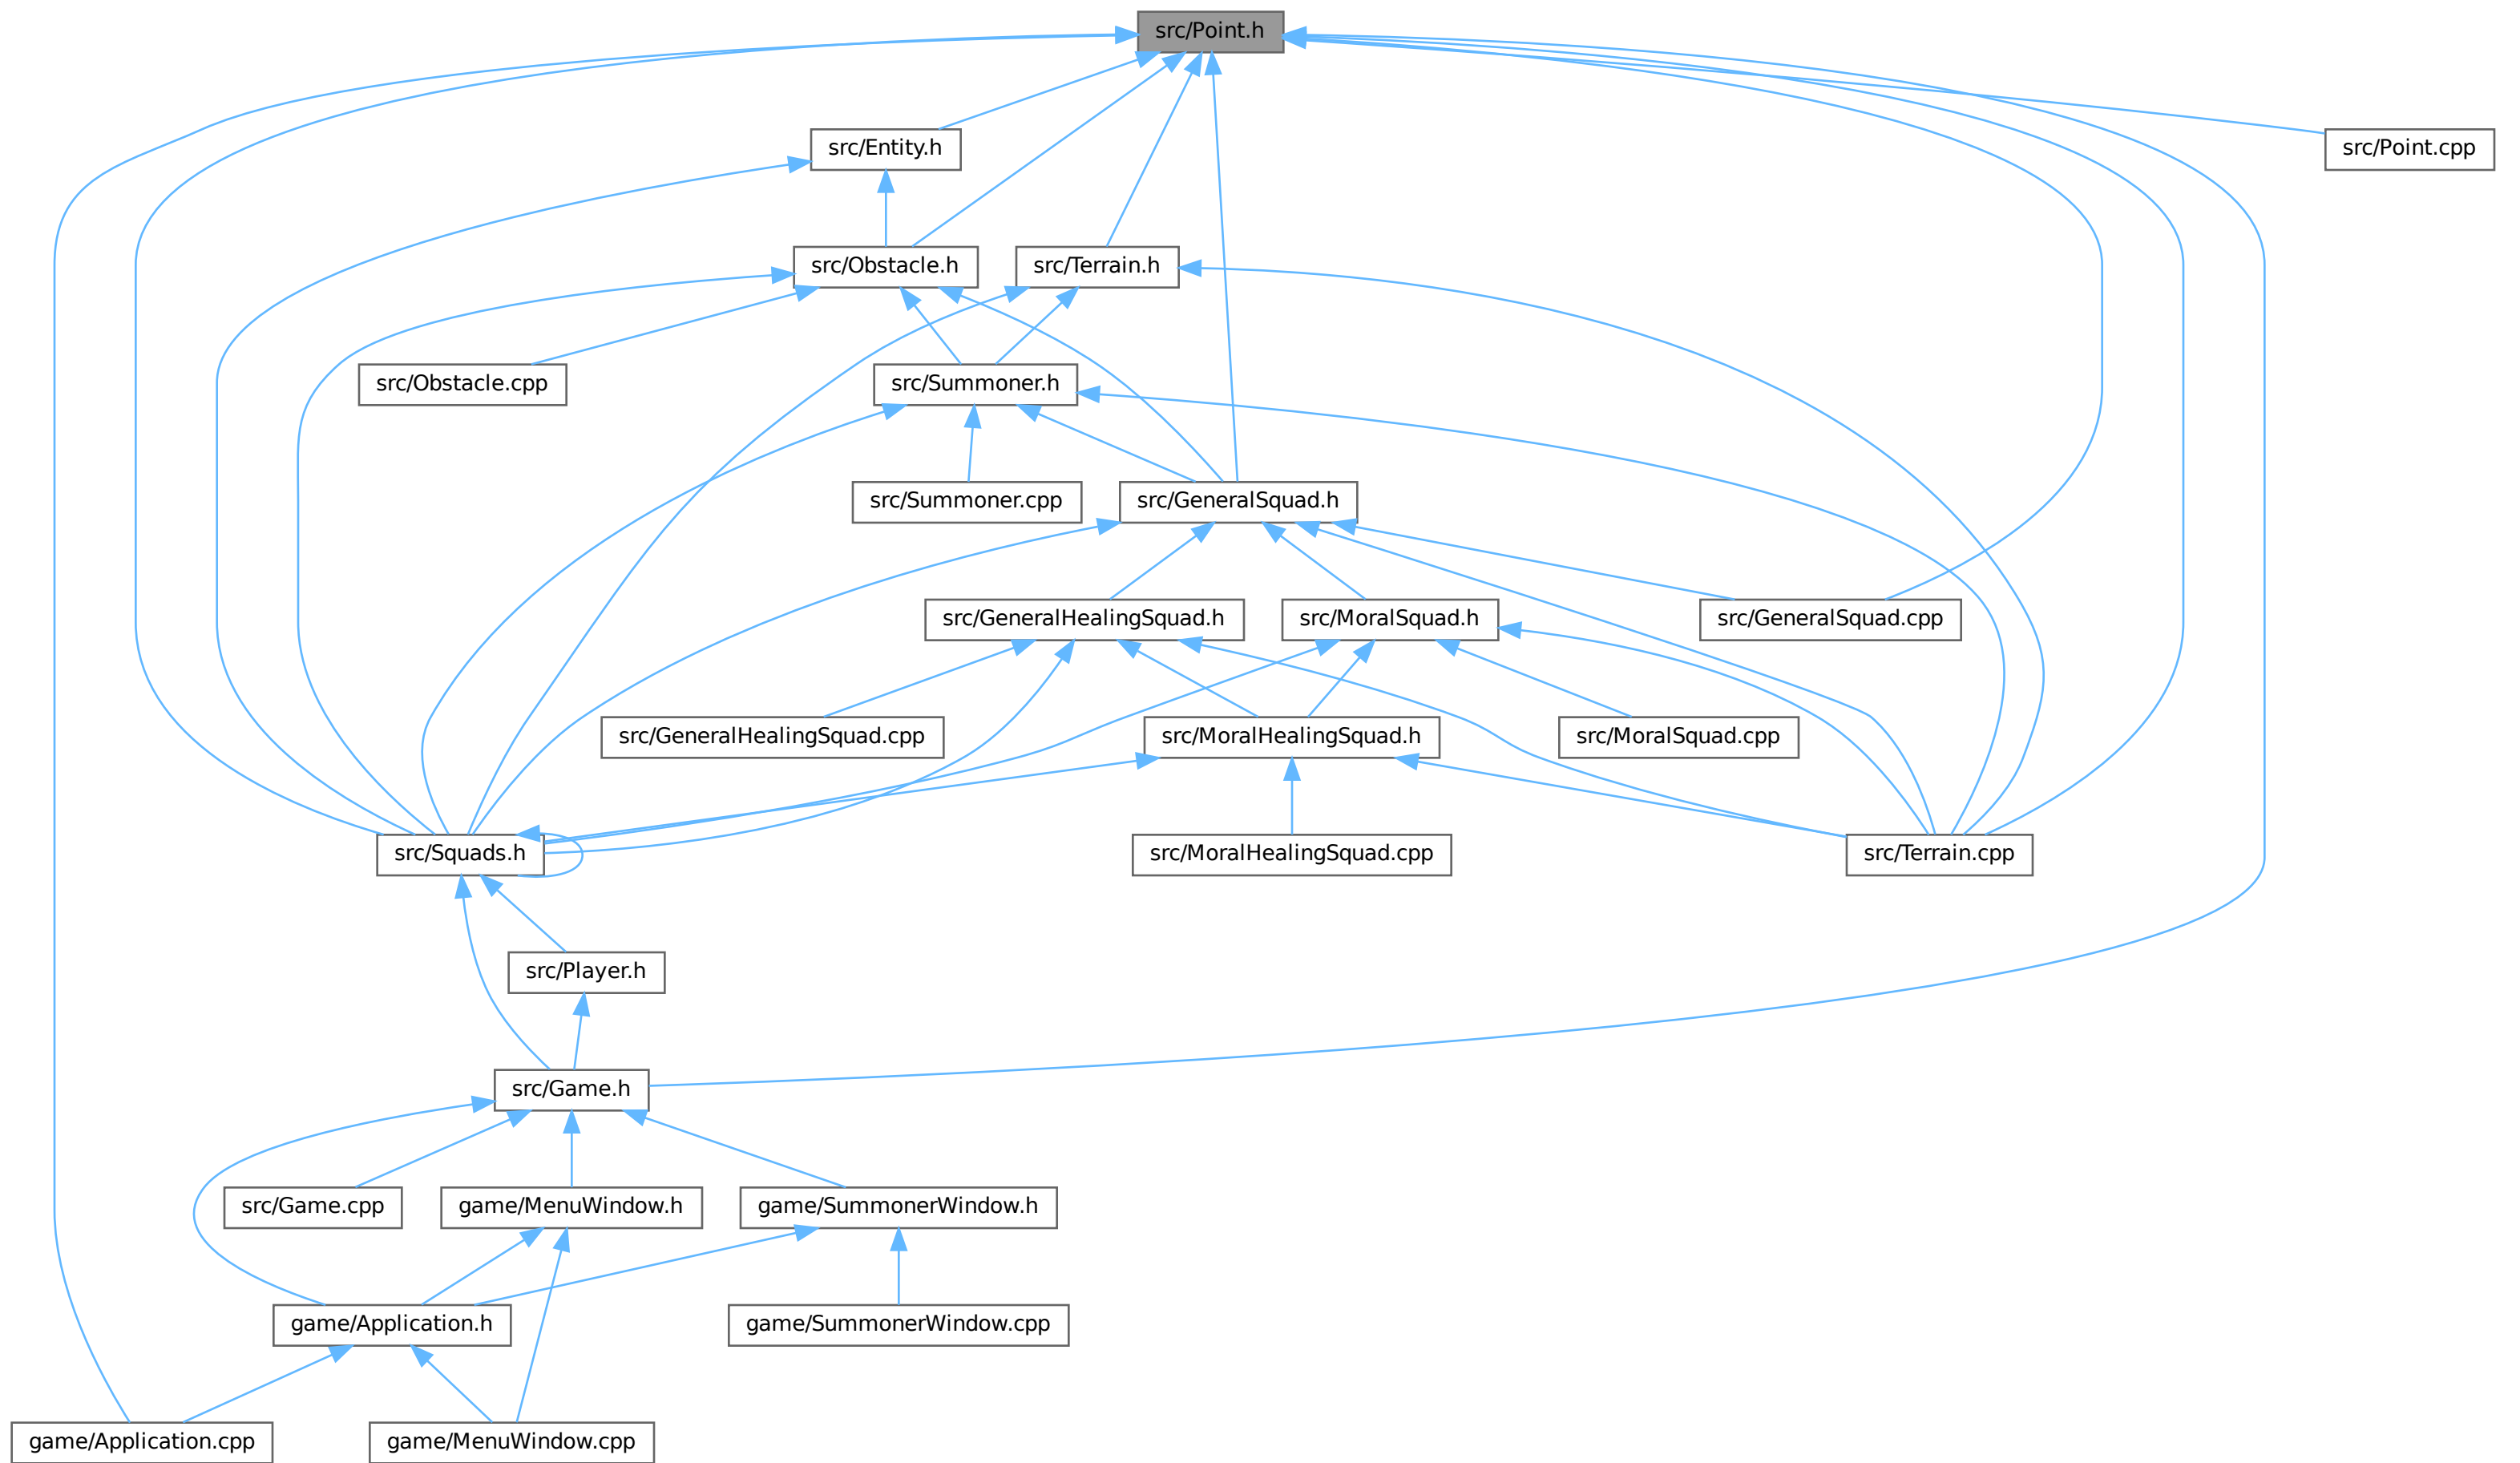 src/Point.h
src/Entity.h
src/Point.cpp
src/Obstacle.h
src/Terrain.h
src/Obstacle.cpp
src/Summoner.h
src/Summoner.cpp
src/GeneralSquad.h
src/GeneralHealingSquad.h
src/MoralSquad.h
src/GeneralSquad.cpp
src/GeneralHealingSquad.cpp
src/MoralHealingSquad.h
src/MoralSquad.cpp
src/Squads.h
src/MoralHealingSquad.cpp
src/Terrain.cpp
src/Player.h
src/Game.h
src/Game.cpp
game/MenuWindow.h
game/SummonerWindow.h
game/Application.h
game/SummonerWindow.cpp
game/Application.cpp
game/MenuWindow.cpp